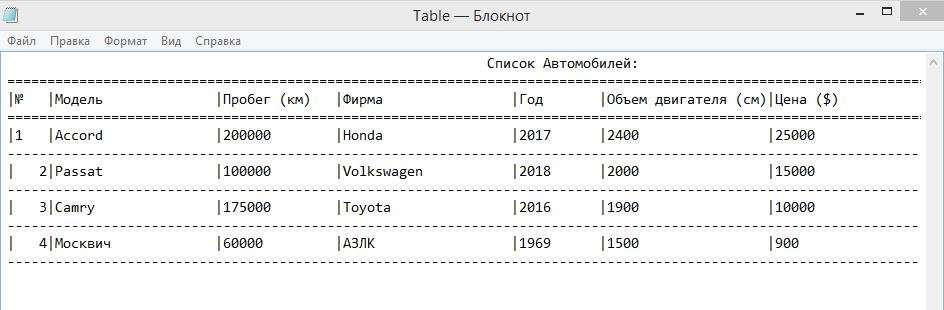 Table — Блокнот
Файл Правка Формат Вид Справка
Список Автомобилей:
==================================================================================================================
|№   |Модель              |Пробег (км)   |Фирма                |Год       |Объем двигателя (см)|Цена ($)
==================================================================================================================
|1   |Accord              |200000        |Honda                |2017      |2400                |25000
------------------------------------------------------------------------------------------------------------------
|   2|Passat              |100000        |Volkswagen           |2018      |2000                |15000
------------------------------------------------------------------------------------------------------------------
|   3|Camry               |175000        |Toyota               |2016      |1900                |10000
------------------------------------------------------------------------------------------------------------------
|   4|Москвич             |60000         |АЗЛК                 |1969      |1500                |900
------------------------------------------------------------------------------------------------------------------